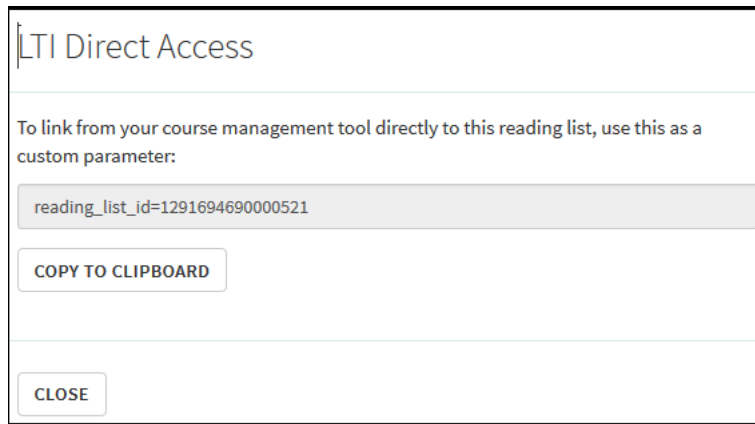 LTI Direct Access
To link from your course management tool directly to this reading list, use this as a
custom parameter:
reading_list_id=1291694690000521
COPY TO CLIPBOARD
CLOSE